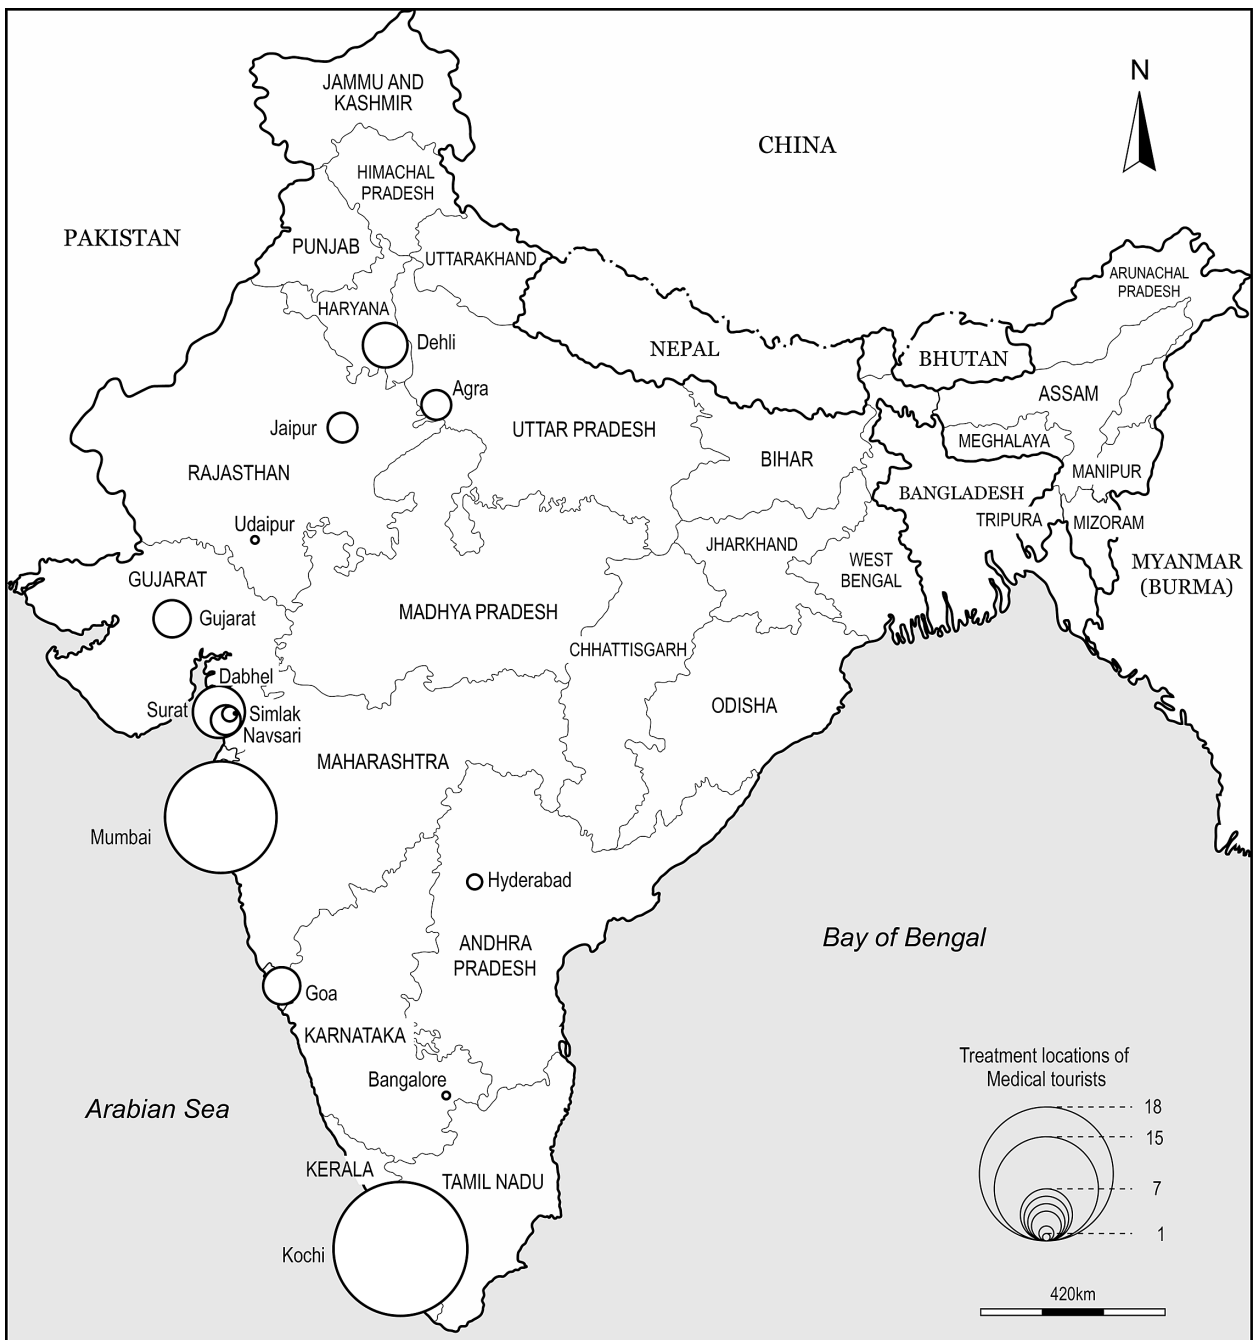 JAMMU AND
KASHMIR
N
CHINA
HIMACHAL
PRADESH
PAKISTAN
PUNJAB
UTTARAKHAND
ARUNACHAL
PRADESH
HARYANA
Dehli
NEPAL
BHUTAN
Agra
ASSAM
Jaipur
UTTAR PRADESH
MEGHALAYA
BIHAR
RAJASTHAN
MANIPUR
BANGLADESH
Udaipur
TRIPURA
MIZORAM
JHARKHAND
WEST
BENGAL
MYANMAR
(BURMA)
GUJARAT
Gujarat
MADHYA PRADESH
CHHATTISGARH
Dabhel
Surat
Simlak
Navsari
ODISHA
MAHARASHTRA
Mumbai
Hyderabad
ANDHRA
PRADESH
Bay of Bengal
Goa
KARNATAKA
Bangalore
Arabian Sea
KERALA
TAMIL NADU
Kochi
Treatment locations of
Medical tourists
18
15
7
1
420km